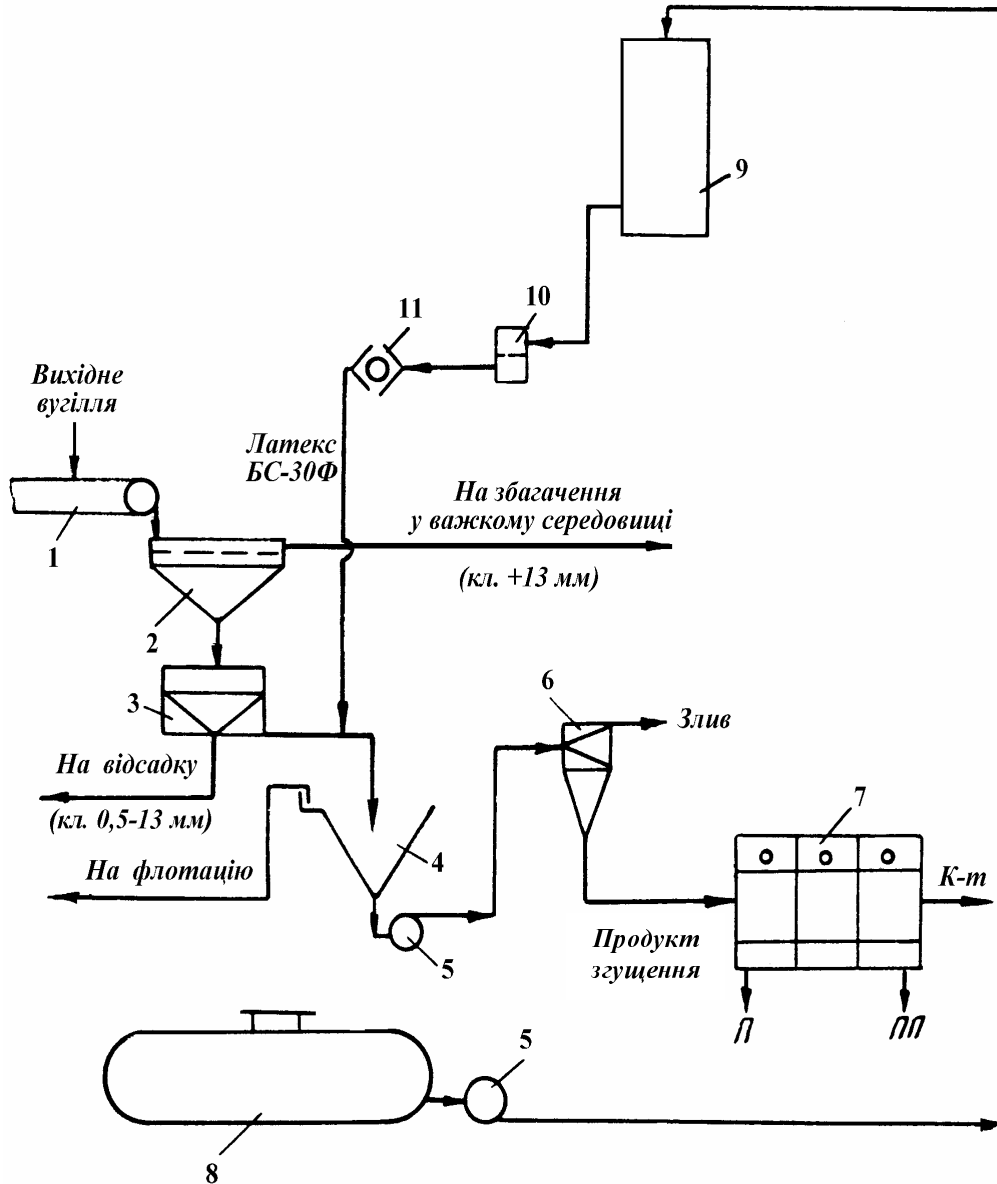 9
10
11
Вихідне
вугілля
Латекс
БС-30Ф
На збагачення
у важкому середовищі
1
(кл. +13 мм)
2
6
3
Злив
На відсадку
(кл. 0,5-13 мм)
7
4
На флотацію
К-т
5
Продукт
згущення
П
ПП
5
8